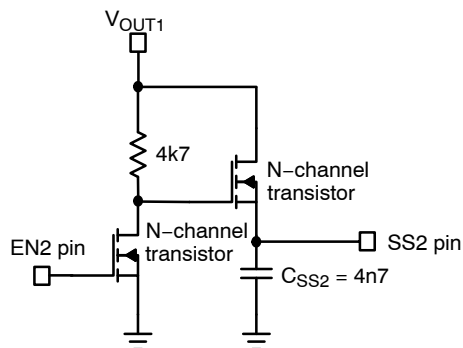 VOUT1
4k7
N−channel
transistor
N−channel
transistor
EN2 pin
SS2 pin
CSS2 = 4n7